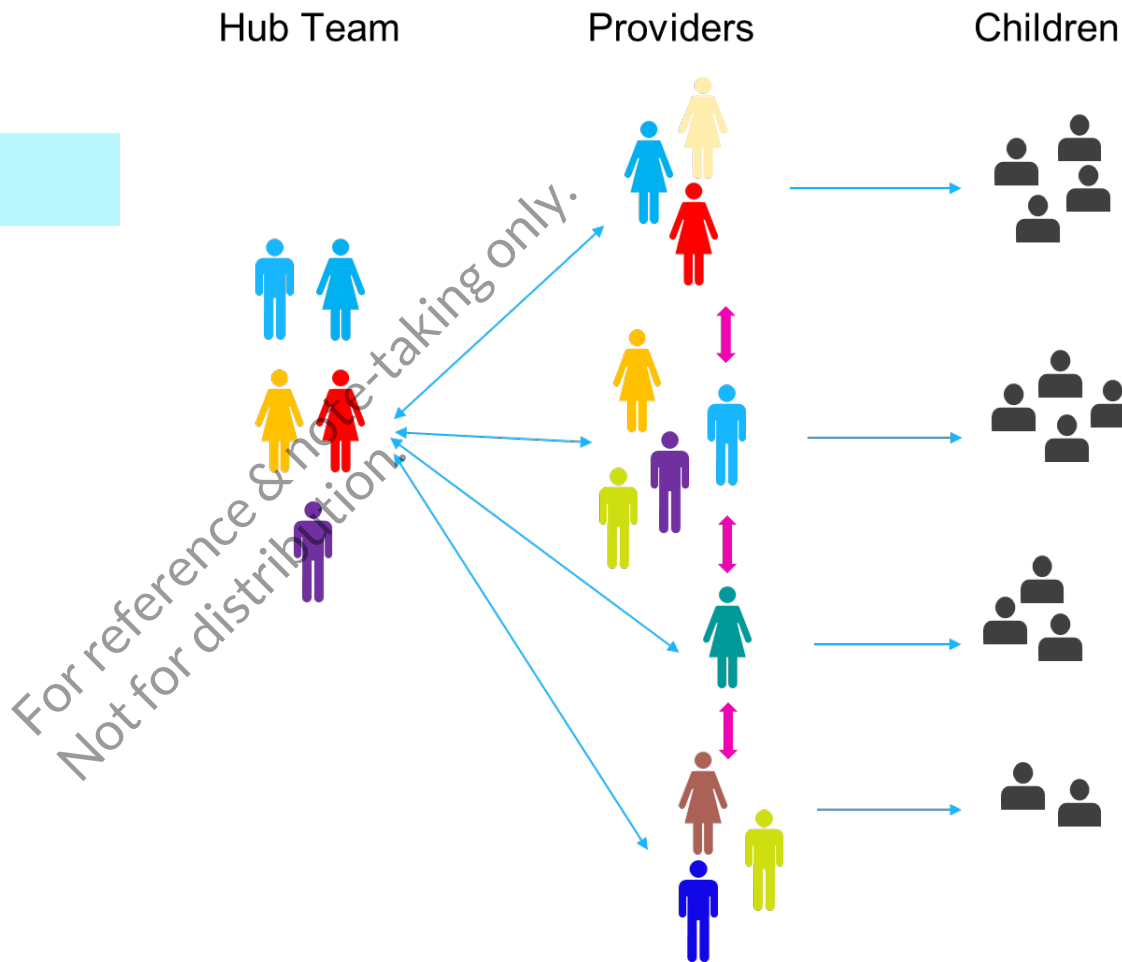 Hub Team
Providers
Children
For reference & note-taking only.
Not for distribution.